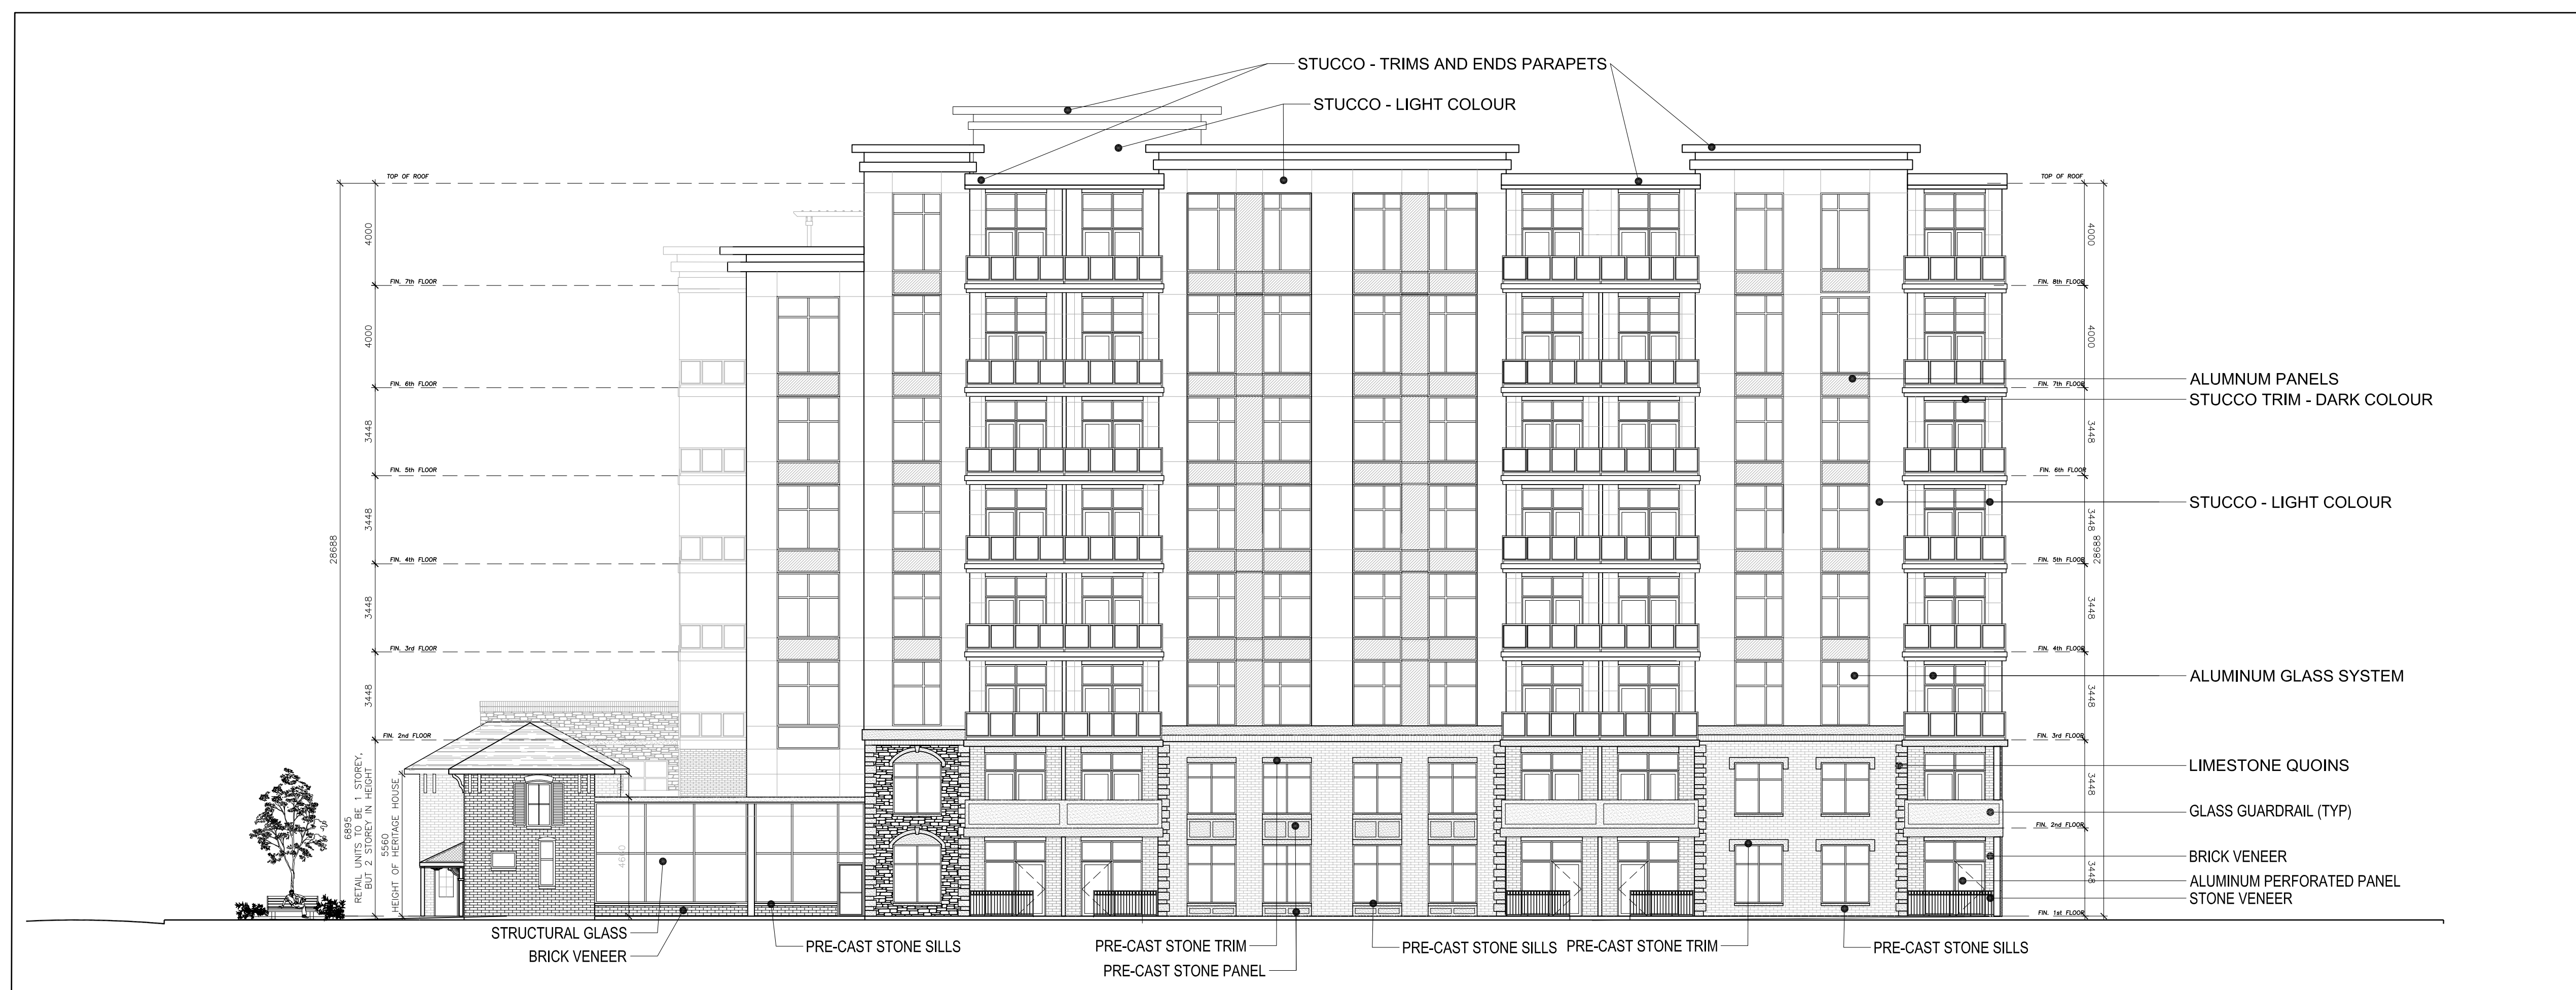 STUCCO - TRIMS AND ENDS PARAPETS
STUCCO - LIGHT COLOUR
TOP OF ROOF
FIN. 7th FLOOR
FIN. 6th FLOOR
FIN. 5th FLOOR
FIN. 4th FLOOR
FIN. 3rd FLOOR
FIN. 2nd FLOOR
4000
4000
3448
3448
3448
3448
28688
6895
RETAIL UNITS TO BE 1 STOREY,
BUT 2 STOREY IN HEIGHT
5560
HEIGHT OF HERITAGE HOUSE
4600
TOP OF ROOF
FIN. 8th FLOOR
FIN. 7th FLOOR
FIN. 6th FLOOR
FIN. 5th FLOOR
FIN. 4th FLOOR
FIN. 3rd FLOOR
FIN. 2nd FLOOR
FIN. 1st FLOOR
4000
4000
3448
3448
3448
3448
3448
3448
28688
ALUMNUM PANELS
STUCCO TRIM - DARK COLOUR
STUCCO - LIGHT COLOUR
ALUMINUM GLASS SYSTEM
LIMESTONE QUOINS
GLASS GUARDRAIL (TYP)
BRICK VENEER
ALUMINUM PERFORATED PANEL
STONE VENEER
STRUCTURAL GLASS
BRICK VENEER
PRE-CAST STONE SILLS
PRE-CAST STONE TRIM
PRE-CAST STONE PANEL
PRE-CAST STONE SILLS
PRE-CAST STONE TRIM
PRE-CAST STONE SILLS